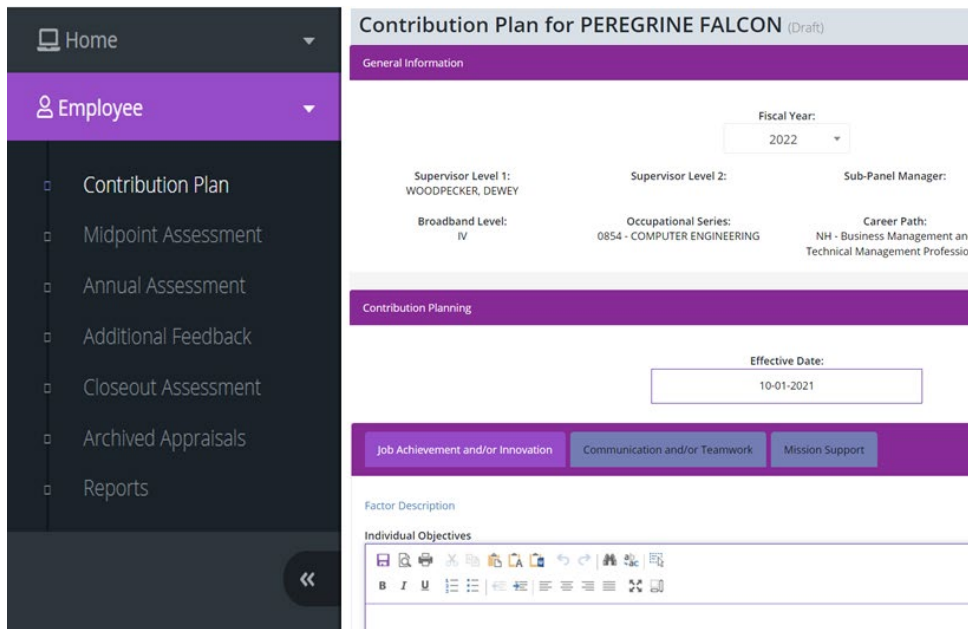 Home
Employee
Contribution Plan
Midpoint Assessment
Annual Assessment
Additional Feedback
Closeout Assessment
Archived Appraisals
Reports
Contribution Plan for PEREGRINE FALCON (Draft)
General Information
Fiscal Year:
2022
Supervisor Level 1:
WOODPECKER, DEWEY
Supervisor Level 2:
Sub-Panel Manager:
Broadband Level:
IV
Occupational Series:
0854 - COMPUTER ENGINEERING
Career Path:
NH - Business Management an
Technical Management Professio
Contribution Planning
Effective Date:
10-01-2021
Job Achievement and/or Innovation
Communication and/or Teamwork
Mission Support
Factor Description
Individual Objectives
B I U